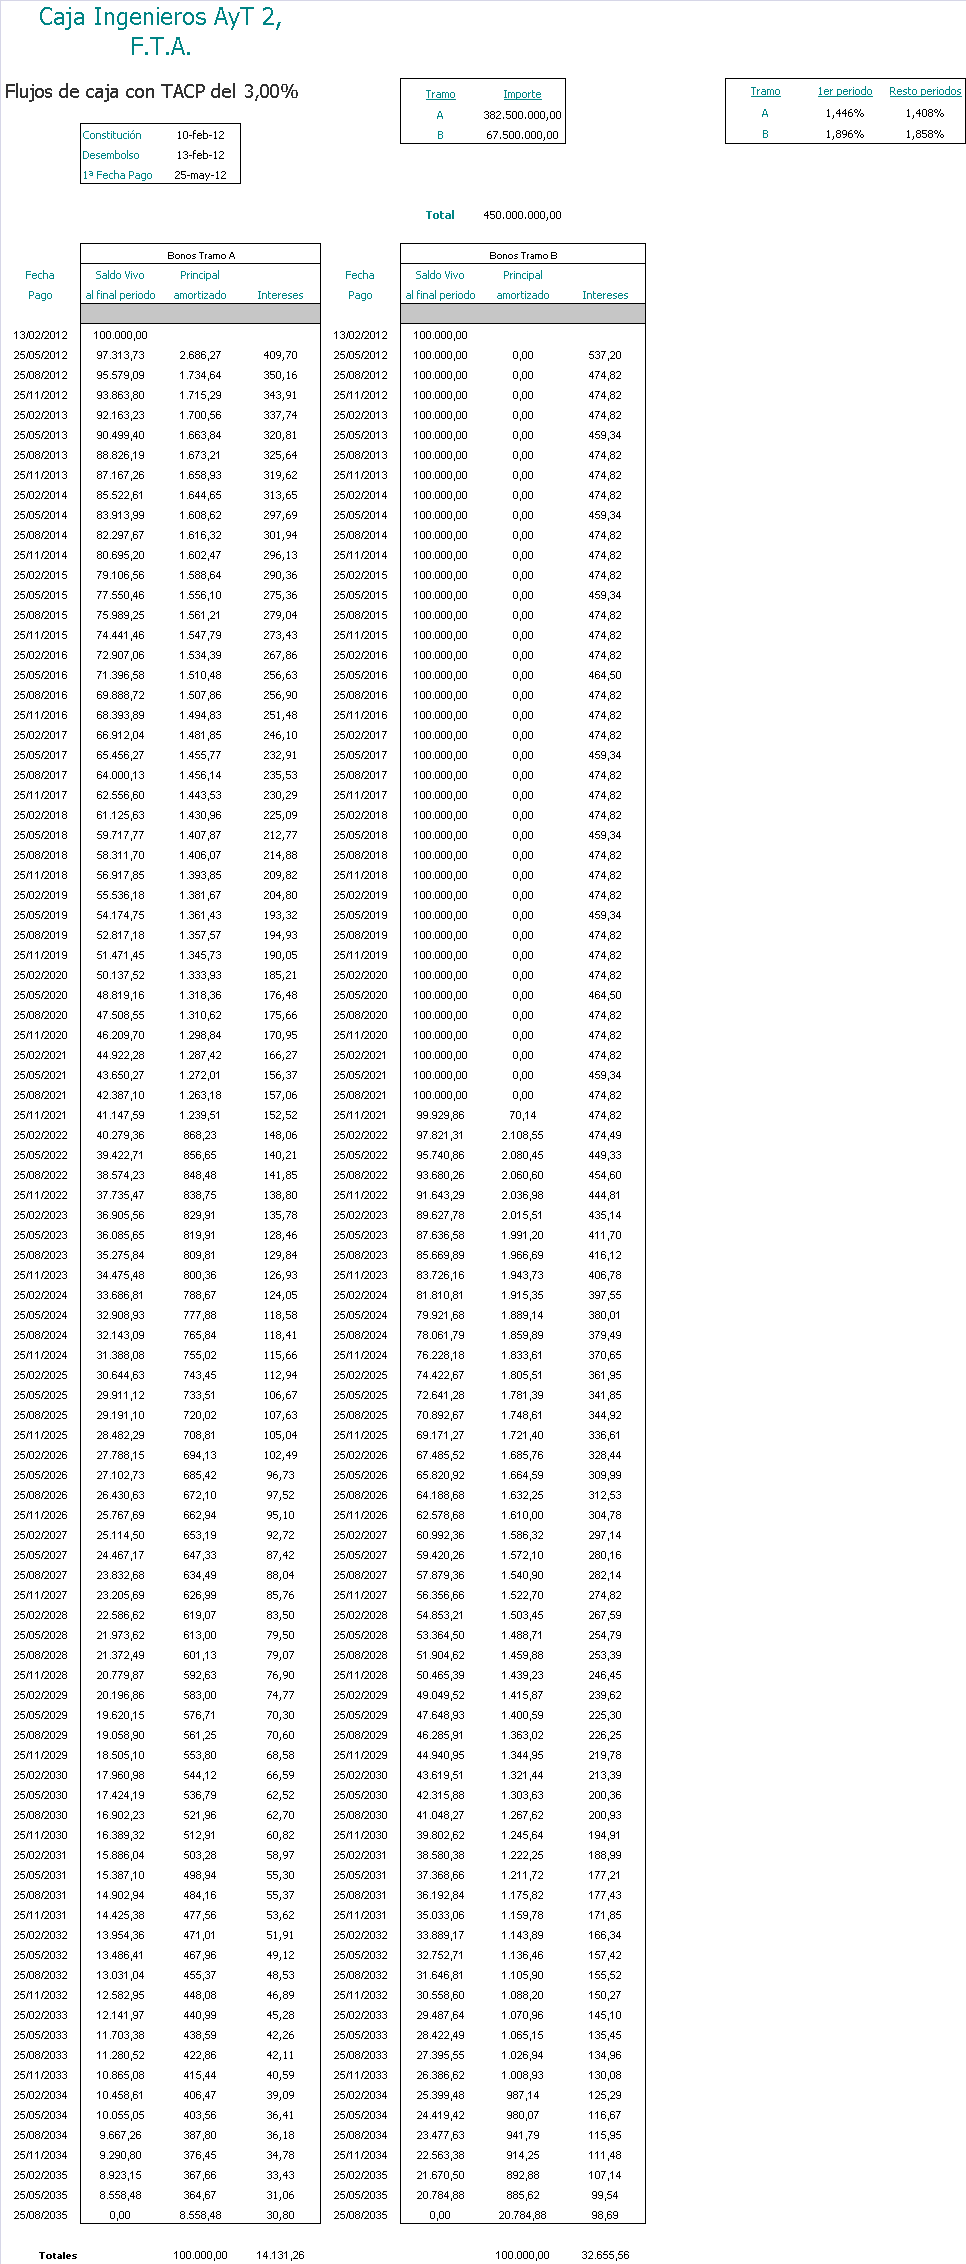 Caja Ingenieros AyT 2,
F.T.A.
Flujos de caja con TACP del 3,00%
Tramo Importe
A 382.500.000,00
B 67.500.000,00
Tramo 1er periodo Resto periodos
A 1,446% 1,408%
B 1,896% 1,858%
Constitución 10-feb-12
Desembolso 13-feb-12
1ª Fecha Pago 25-may-12
Total 450.000.000,00
Bonos Tramo A Bonos Tramo B
Fecha Saldo Vivo Principal Fecha Saldo Vivo Principal
Pago al final periodo amortizado Intereses Pago al final periodo amortizado Intereses
13/02/2012 100.000,00 13/02/2012 100.000,00
25/05/2012 97.313,73 2.686,27 409,70 25/05/2012 100.000,00 0,00 537,20
25/08/2012 95.579,09 1.734,64 350,16 25/08/2012 100.000,00 0,00 474,82
25/11/2012 93.863,80 1.715,29 343,91 25/11/2012 100.000,00 0,00 474,82
25/02/2013 92.163,23 1.700,56 337,74 25/02/2013 100.000,00 0,00 474,82
25/05/2013 90.499,40 1.663,84 320,81 25/05/2013 100.000,00 0,00 459,34
25/08/2013 88.826,19 1.673,21 325,64 25/08/2013 100.000,00 0,00 474,82
25/11/2013 87.167,26 1.658,93 319,62 25/11/2013 100.000,00 0,00 474,82
25/02/2014 85.522,61 1.644,65 313,65 25/02/2014 100.000,00 0,00 474,82
25/05/2014 83.913,99 1.608,62 297,69 25/05/2014 100.000,00 0,00 459,34
25/08/2014 82.297,67 1.616,32 301,94 25/08/2014 100.000,00 0,00 474,82
25/11/2014 80.695,20 1.602,47 296,13 25/11/2014 100.000,00 0,00 474,82
25/02/2015 79.106,56 1.588,64 290,36 25/02/2015 100.000,00 0,00 474,82
25/05/2015 77.550,46 1.556,10 275,36 25/05/2015 100.000,00 0,00 459,34
25/08/2015 75.989,25 1.561,21 279,04 25/08/2015 100.000,00 0,00 474,82
25/11/2015 74.441,46 1.547,79 273,43 25/11/2015 100.000,00 0,00 474,82
25/02/2016 72.907,06 1.534,39 267,86 25/02/2016 100.000,00 0,00 474,82
25/05/2016 71.396,58 1.510,48 256,63 25/05/2016 100.000,00 0,00 464,50
25/08/2016 69.888,72 1.507,86 256,90 25/08/2016 100.000,00 0,00 474,82
25/11/2016 68.393,89 1.494,83 251,48 25/11/2016 100.000,00 0,00 474,82
25/02/2017 66.912,04 1.481,85 246,10 25/02/2017 100.000,00 0,00 474,82
25/05/2017 65.456,27 1.455,77 232,91 25/05/2017 100.000,00 0,00 459,34
25/08/2017 64.000,13 1.456,14 235,53 25/08/2017 100.000,00 0,00 474,82
25/11/2017 62.556,60 1.443,53 230,29 25/11/2017 100.000,00 0,00 474,82
25/02/2018 61.125,63 1.430,96 225,09 25/02/2018 100.000,00 0,00 474,82
25/05/2018 59.717,77 1.407,87 212,77 25/05/2018 100.000,00 0,00 459,34
25/08/2018 58.311,70 1.406,07 214,88 25/08/2018 100.000,00 0,00 474,82
25/11/2018 56.917,85 1.393,85 209,82 25/11/2018 100.000,00 0,00 474,82
25/02/2019 55.536,18 1.381,67 204,80 25/02/2019 100.000,00 0,00 474,82
25/05/2019 54.174,75 1.361,43 193,32 25/05/2019 100.000,00 0,00 459,34
25/08/2019 52.817,18 1.357,57 194,93 25/08/2019 100.000,00 0,00 474,82
25/11/2019 51.471,45 1.345,73 190,05 25/11/2019 100.000,00 0,00 474,82
25/02/2020 50.137,52 1.333,93 185,21 25/02/2020 100.000,00 0,00 474,82
25/05/2020 48.819,16 1.318,36 176,48 25/05/2020 100.000,00 0,00 464,50
25/08/2020 47.508,55 1.310,62 175,66 25/08/2020 100.000,00 0,00 474,82
25/11/2020 46.209,70 1.298,84 170,95 25/11/2020 100.000,00 0,00 474,82
25/02/2021 44.922,28 1.287,42 166,27 25/02/2021 100.000,00 0,00 474,82
25/05/2021 43.650,27 1.272,01 156,37 25/05/2021 100.000,00 0,00 459,34
25/08/2021 42.387,10 1.263,18 157,06 25/08/2021 100.000,00 0,00 474,82
25/11/2021 41.147,59 1.239,51 152,52 25/11/2021 99.929,86 70,14 474,82
25/02/2022 40.279,36 868,23 148,06 25/02/2022 97.821,31 2.108,55 474,49
25/05/2022 39.422,71 856,65 140,21 25/05/2022 95.740,86 2.080,45 449,33
25/08/2022 38.574,23 848,48 141,85 25/08/2022 93.680,26 2.060,60 454,60
25/11/2022 37.735,47 838,75 138,80 25/11/2022 91.643,29 2.036,98 444,81
25/02/2023 36.905,56 829,91 135,78 25/02/2023 89.627,78 2.015,51 435,14
25/05/2023 36.085,65 819,91 128,46 25/05/2023 87.636,58 1.991,20 411,70
25/08/2023 35.275,84 809,81 129,84 25/08/2023 85.669,89 1.966,69 416,12
25/11/2023 34.475,48 800,36 126,93 25/11/2023 83.726,16 1.943,73 406,78
25/02/2024 33.686,81 788,67 124,05 25/02/2024 81.810,81 1.915,35 397,55
25/05/2024 32.908,93 777,88 118,58 25/05/2024 79.921,68 1.889,14 380,01
25/08/2024 32.143,09 765,84 118,41 25/08/2024 78.061,79 1.859,89 379,49
25/11/2024 31.388,08 755,02 115,66 25/11/2024 76.228,18 1.833,61 370,65
25/02/2025 30.644,63 743,45 112,94 25/02/2025 74.422,67 1.805,51 361,95
25/05/2025 29.911,12 733,51 106,67 25/05/2025 72.641,28 1.781,39 341,85
25/08/2025 29.191,10 720,02 107,63 25/08/2025 70.892,67 1.748,61 344,92
25/11/2025 28.482,29 708,81 105,04 25/11/2025 69.171,27 1.721,40 336,61
25/02/2026 27.788,15 694,13 102,49 25/02/2026 67.485,52 1.685,76 328,44
25/05/2026 27.102,73 685,42 96,73 25/05/2026 65.820,92 1.664,59 309,99
25/08/2026 26.430,63 672,10 97,52 25/08/2026 64.188,68 1.632,25 312,53
25/11/2026 25.767,69 662,94 95,10 25/11/2026 62.578,68 1.610,00 304,78
25/02/2027 25.114,50 653,19 92,72 25/02/2027 60.992,36 1.586,32 297,14
25/05/2027 24.467,17 647,33 87,42 25/05/2027 59.420,26 1.572,10 280,16
25/08/2027 23.832,68 634,49 88,04 25/08/2027 57.879,36 1.540,90 282,14
25/11/2027 23.205,69 626,99 85,76 25/11/2027 56.356,66 1.522,70 274,82
25/02/2028 22.586,62 619,07 83,50 25/02/2028 54.853,21 1.503,45 267,59
25/05/2028 21.973,62 613,00 79,50 25/05/2028 53.364,50 1.488,71 254,79
25/08/2028 21.372,49 601,13 79,07 25/08/2028 51.904,62 1.459,88 253,39
25/11/2028 20.779,87 592,63 76,90 25/11/2028 50.465,39 1.439,23 246,45
25/02/2029 20.196,86 583,00 74,77 25/02/2029 49.049,52 1.415,87 239,62
25/05/2029 19.620,15 576,71 70,30 25/05/2029 47.648,93 1.400,59 225,30
25/08/2029 19.058,90 561,25 70,60 25/08/2029 46.285,91 1.363,02 226,25
25/11/2029 18.505,10 553,80 68,58 25/11/2029 44.940,95 1.344,95 219,78
25/02/2030 17.960,98 544,12 66,59 25/02/2030 43.619,51 1.321,44 213,39
25/05/2030 17.424,19 536,79 62,52 25/05/2030 42.315,88 1.303,63 200,36
25/08/2030 16.902,23 521,96 62,70 25/08/2030 41.048,27 1.267,62 200,93
25/11/2030 16.389,32 512,91 60,82 25/11/2030 39.802,62 1.245,64 194,91
25/02/2031 15.886,04 503,28 58,97 25/02/2031 38.580,38 1.222,25 188,99
25/05/2031 15.387,10 498,94 55,30 25/05/2031 37.368,66 1.211,72 177,21
25/08/2031 14.902,94 484,16 55,37 25/08/2031 36.192,84 1.175,82 177,43
25/11/2031 14.425,38 477,56 53,62 25/11/2031 35.033,06 1.159,78 171,85
25/02/2032 13.954,36 471,01 51,91 25/02/2032 33.889,17 1.143,89 166,34
25/05/2032 13.486,41 467,96 49,12 25/05/2032 32.752,71 1.136,46 157,42
25/08/2032 13.031,04 455,37 48,53 25/08/2032 31.646,81 1.105,90 155,52
25/11/2032 12.582,95 448,08 46,89 25/11/2032 30.558,60 1.088,20 150,27
25/02/2033 12.141,97 440,99 45,28 25/02/2033 29.487,64 1.070,96 145,10
25/05/2033 11.703,38 438,59 42,26 25/05/2033 28.422,49 1.065,15 135,45
25/08/2033 11.280,52 422,86 42,11 25/08/2033 27.395,55 1.026,94 134,96
25/11/2033 10.865,08 415,44 40,59 25/11/2033 26.386,62 1.008,93 130,08
25/02/2034 10.458,61 406,47 39,09 25/02/2034 25.399,48 987,14 125,29
25/05/2034 10.055,05 403,56 36,41 25/05/2034 24.419,42 980,07 116,67
25/08/2034 9.667,26 387,80 36,18 25/08/2034 23.477,63 941,79 115,95
25/11/2034 9.290,80 376,45 34,78 25/11/2034 22.563,38 914,25 111,48
25/02/2035 8.923,15 367,66 33,43 25/02/2035 21.670,50 892,88 107,14
25/05/2035 8.558,48 364,67 31,06 25/05/2035 20.784,88 885,62 99,54
25/08/2035 0,00 8.558,48 30,80 25/08/2035 0,00 20.784,88 98,69
Totales 100.000,00 14.131,26 100.000,00 32.655,56